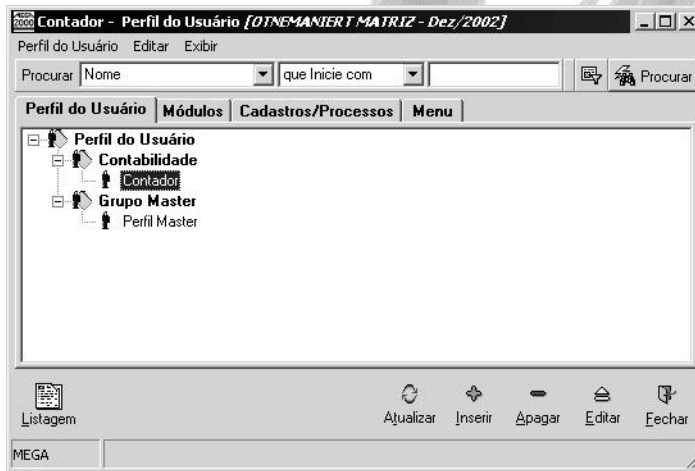 MEGA 2000 Contador - Perfil do Usuário [OTNEMANIERT MATRIZ - Dez/2002]
Perfil do Usuário Editar Exibir
Procurar Nome que Inicie com Procurar
Perfil do Usuário Módulos Cadastros/Processos Menu
Perfil do Usuário
Contabilidade
Contador
Grupo Master
Perfil Master
Listagem Atualizar Inserir Apagar Editar Fechar
MEGA